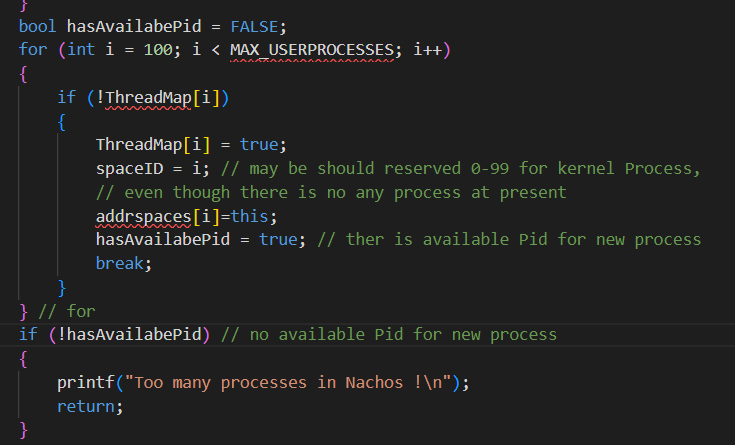 }
bool hasAvailabePid = FALSE;
for (int i = 100; i < MAX_USERPROCESSES; i++)
{
if (!ThreadMap[i])
{
ThreadMap[i] = true;
spaceID = i; // may be should reserved 0-99 for kernel Process,
// even though there is no any process at present
addrspaces[i]=this;
hasAvailabePid = true; // ther is available Pid for new process
break;
}
} // for
if (!hasAvailabePid) // no available Pid for new process
{
printf("Too many processes in Nachos !\n");
return;
}